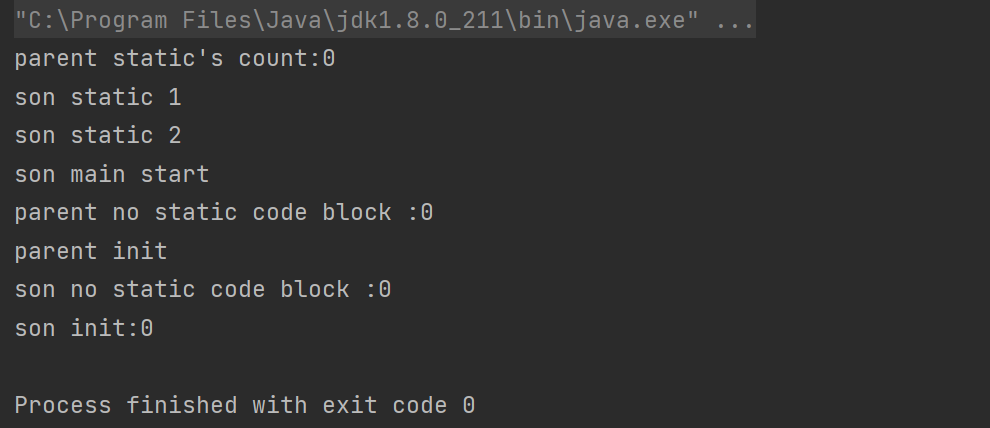 "C:\Program Files\Java\jdk1.8.0_211\bin\java.exe" ...
parent static's count:0
son static 1
son static 2
son main start
parent no static code block :0
parent init
son no static code block :0
son init:0
Process finished with exit code 0